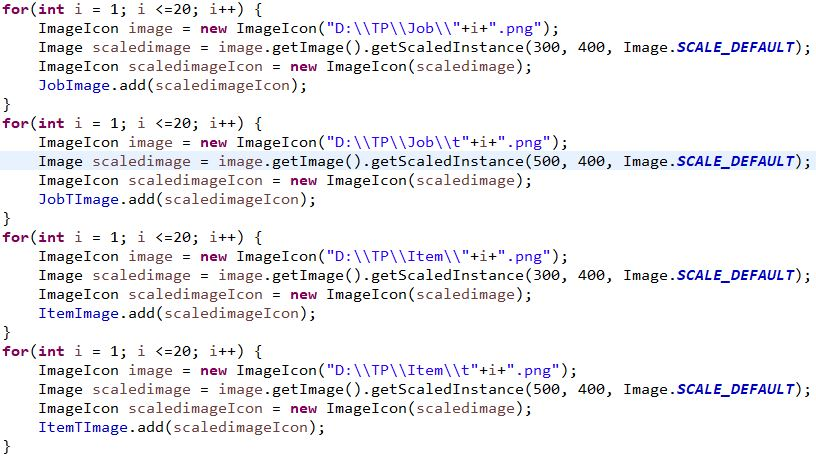 for(int i = 1; i <=20; i++) {
    ImageIcon image = new ImageIcon("D:\\TP\\Job\\"+i+".png");
    Image scaledimage = image.getImage().getScaledInstance(300, 400, Image.SCALE_DEFAULT);
    ImageIcon scaledimageIcon = new ImageIcon(scaledimage);
    JobImage.add(scaledimageIcon);
}
for(int i = 1; i <=20; i++) {
    ImageIcon image = new ImageIcon("D:\\TP\\Job\\t"+i+".png");
    Image scaledimage = image.getImage().getScaledInstance(500, 400, Image.SCALE_DEFAULT);
    ImageIcon scaledimageIcon = new ImageIcon(scaledimage);
    JobTImage.add(scaledimageIcon);
}
for(int i = 1; i <=20; i++) {
    ImageIcon image = new ImageIcon("D:\\TP\\Item\\"+i+".png");
    Image scaledimage = image.getImage().getScaledInstance(300, 400, Image.SCALE_DEFAULT);
    ImageIcon scaledimageIcon = new ImageIcon(scaledimage);
    ItemImage.add(scaledimageIcon);
}
for(int i = 1; i <=20; i++) {
    ImageIcon image = new ImageIcon("D:\\TP\\Item\\t"+i+".png");
    Image scaledimage = image.getImage().getScaledInstance(500, 400, Image.SCALE_DEFAULT);
    ImageIcon scaledimageIcon = new ImageIcon(scaledimage);
    ItemTImage.add(scaledimageIcon);
}